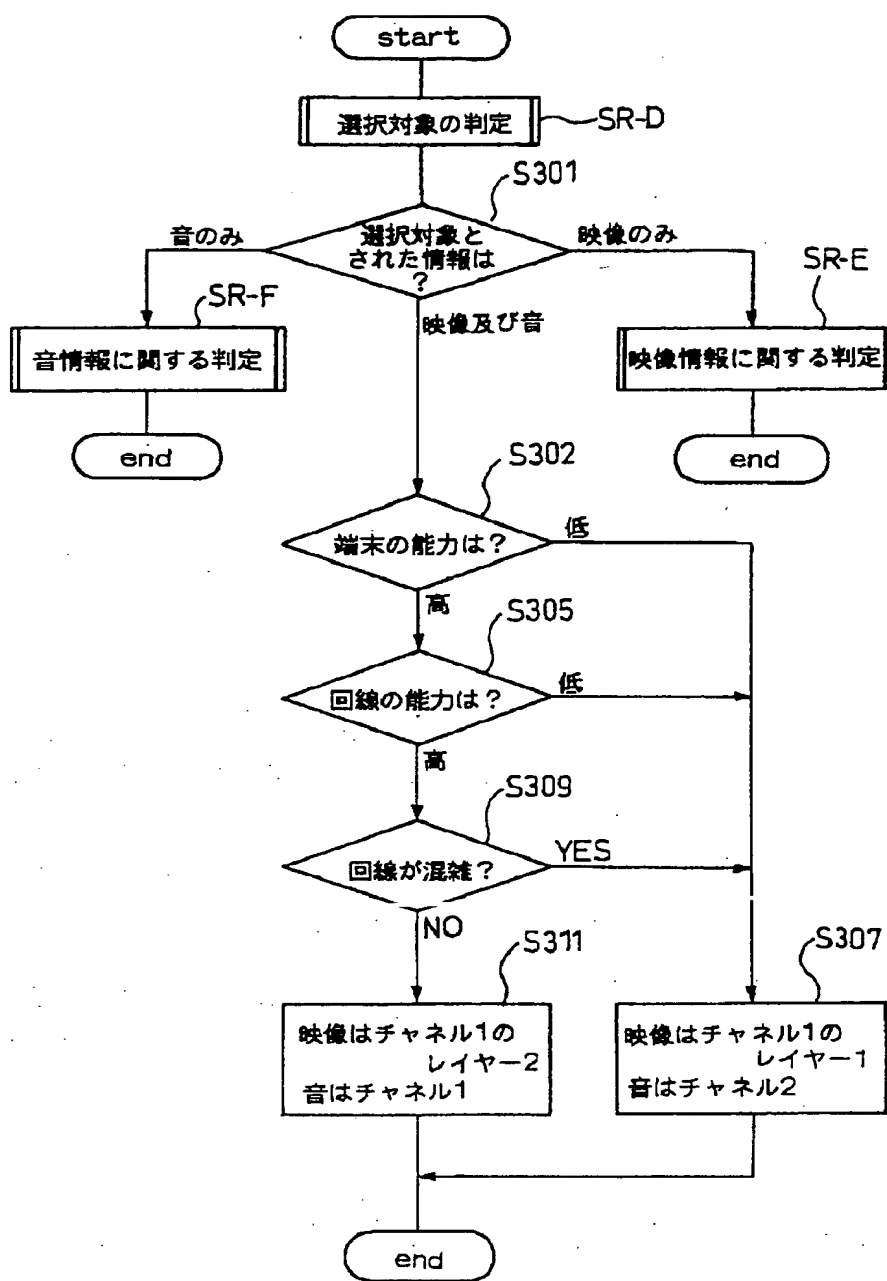 start
選択対象の判定
SR-D
S301
音のみ
選択対象と
された情報は
?
映像のみ
SR-F
SR-E
映像及び音
音情報に関する判定
映像情報に関する判定
end
end
S302
端末の能力は?
低
高
S305
回線の能力は?
低
高
S309
回線が混雑?
YES
NO
S311
S307
映像はチャネル1の
レイヤー2
音はチャネル1
映像はチャネル1の
レイヤー1
音はチャネル2
end